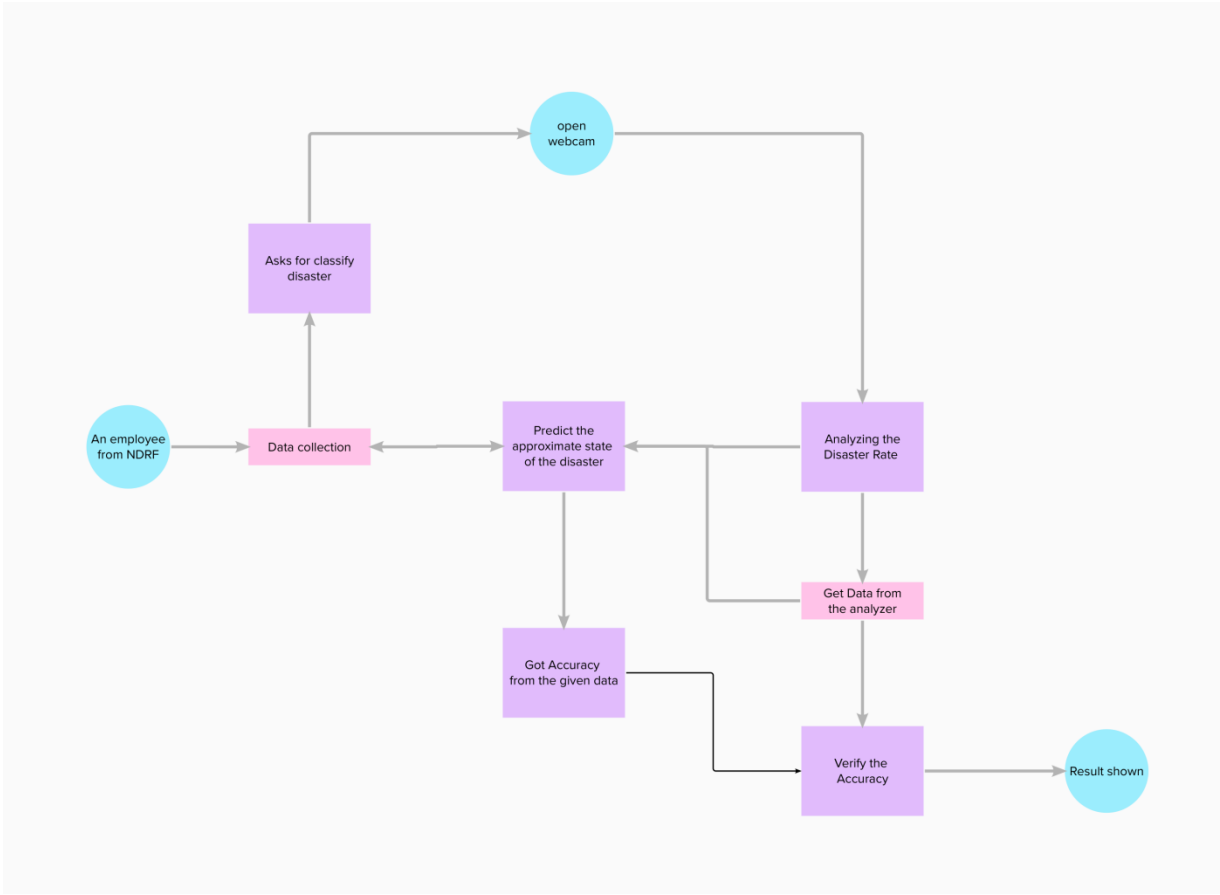 open
webcam
Asks for classify
disaster
An employee
from NDRF
Data collection
Predict the
approximate state
of the disaster
Analyzing the
Disaster Rate
Get Data from
the analyzer
Got Accuracy
from the given data
Verify the
Accuracy
Result shown